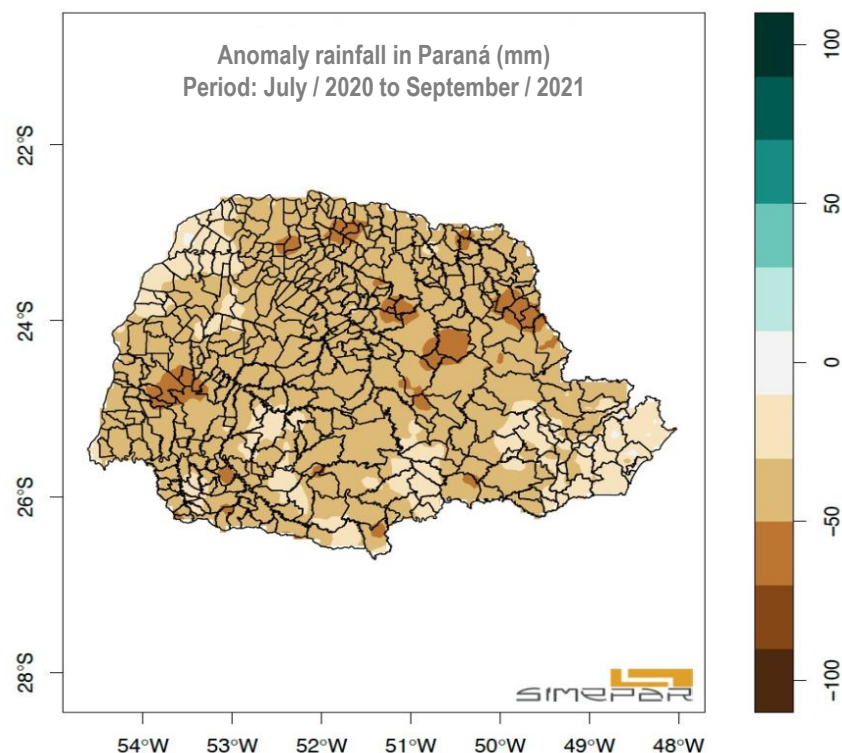 Anomaly rainfall in Paraná (mm)
Period: July / 2020 to September / 2021
22°S
24°S
26°S
28°S
54°W 53°W 52°W 51°W 50°W 49°W 48°W
100
50
0
−50
−100
SIMEPAR